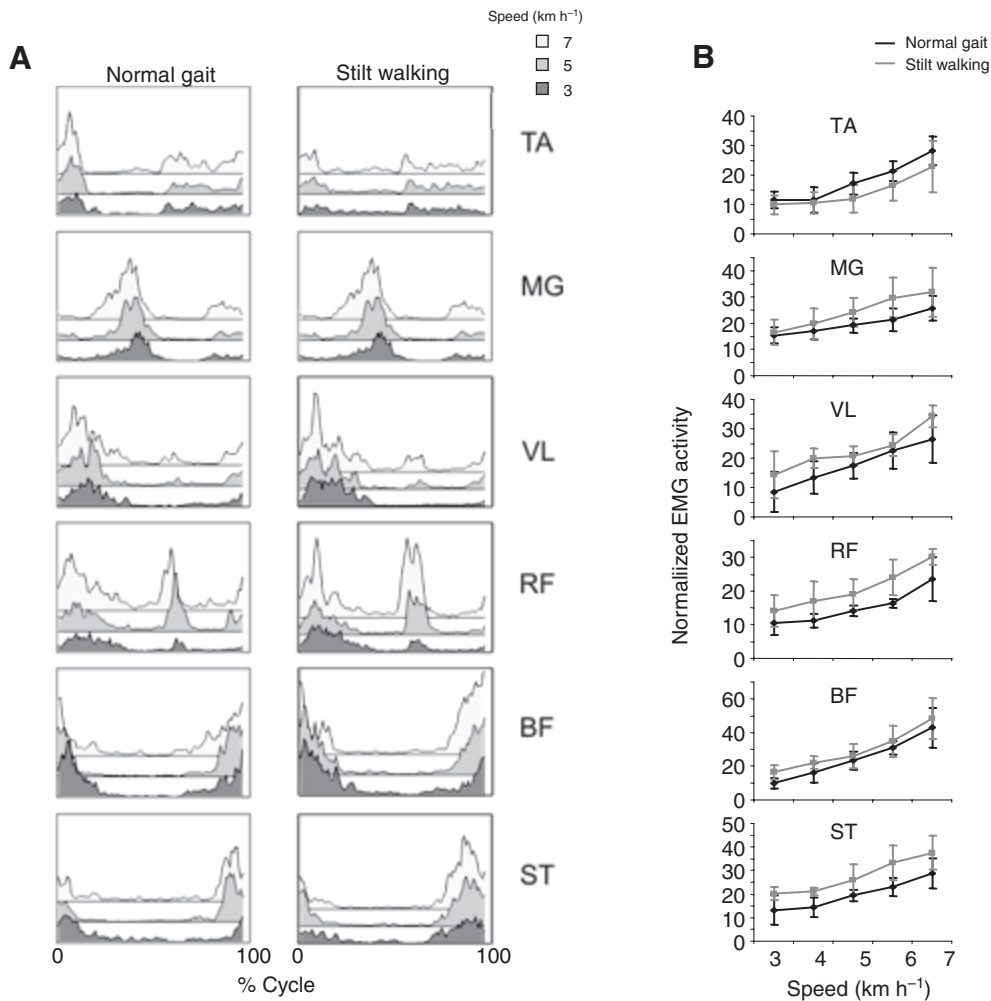 Speed (km h⁻¹)
7
5
3
A
Normal gait
Stilt walking
TA
MG
VL
RF
BF
ST
0
100
0
100
% Cycle
B
Normal gait
Stilt walking
Normaliized EMG activity
TA
40
30
20
10
0
MG
40
30
20
10
0
VL
40
30
20
10
0
RF
30
20
10
0
BF
60
40
20
0
ST
50
40
30
20
10
0
3 4 5 6 7
Speed (km h⁻¹)